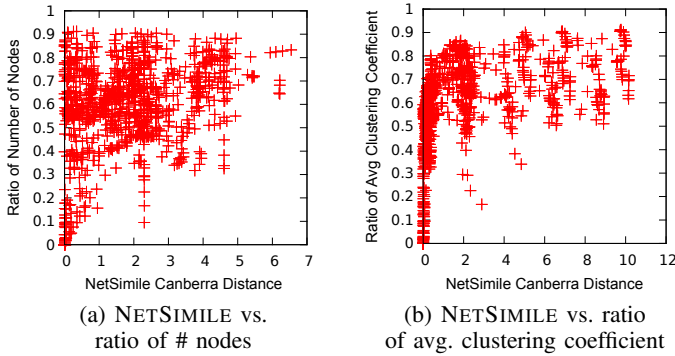 1
0.9
0.8
0.7
0.6
0.5
0.4
0.3
0.2
0.1
0
Ratio of Number of Nodes
0 1 2 3 4 5 6 7
NetSimile Canberra Distance
(a) NETSIMILE vs.
ratio of # nodes
1
0.9
0.8
0.7
0.6
0.5
0.4
0.3
0.2
0.1
0
Ratio of Avg Clustering Coefficient
0 2 4 6 8 10 12
NetSimile Canberra Distance
(b) NETSIMILE vs. ratio
of avg. clustering coefficient